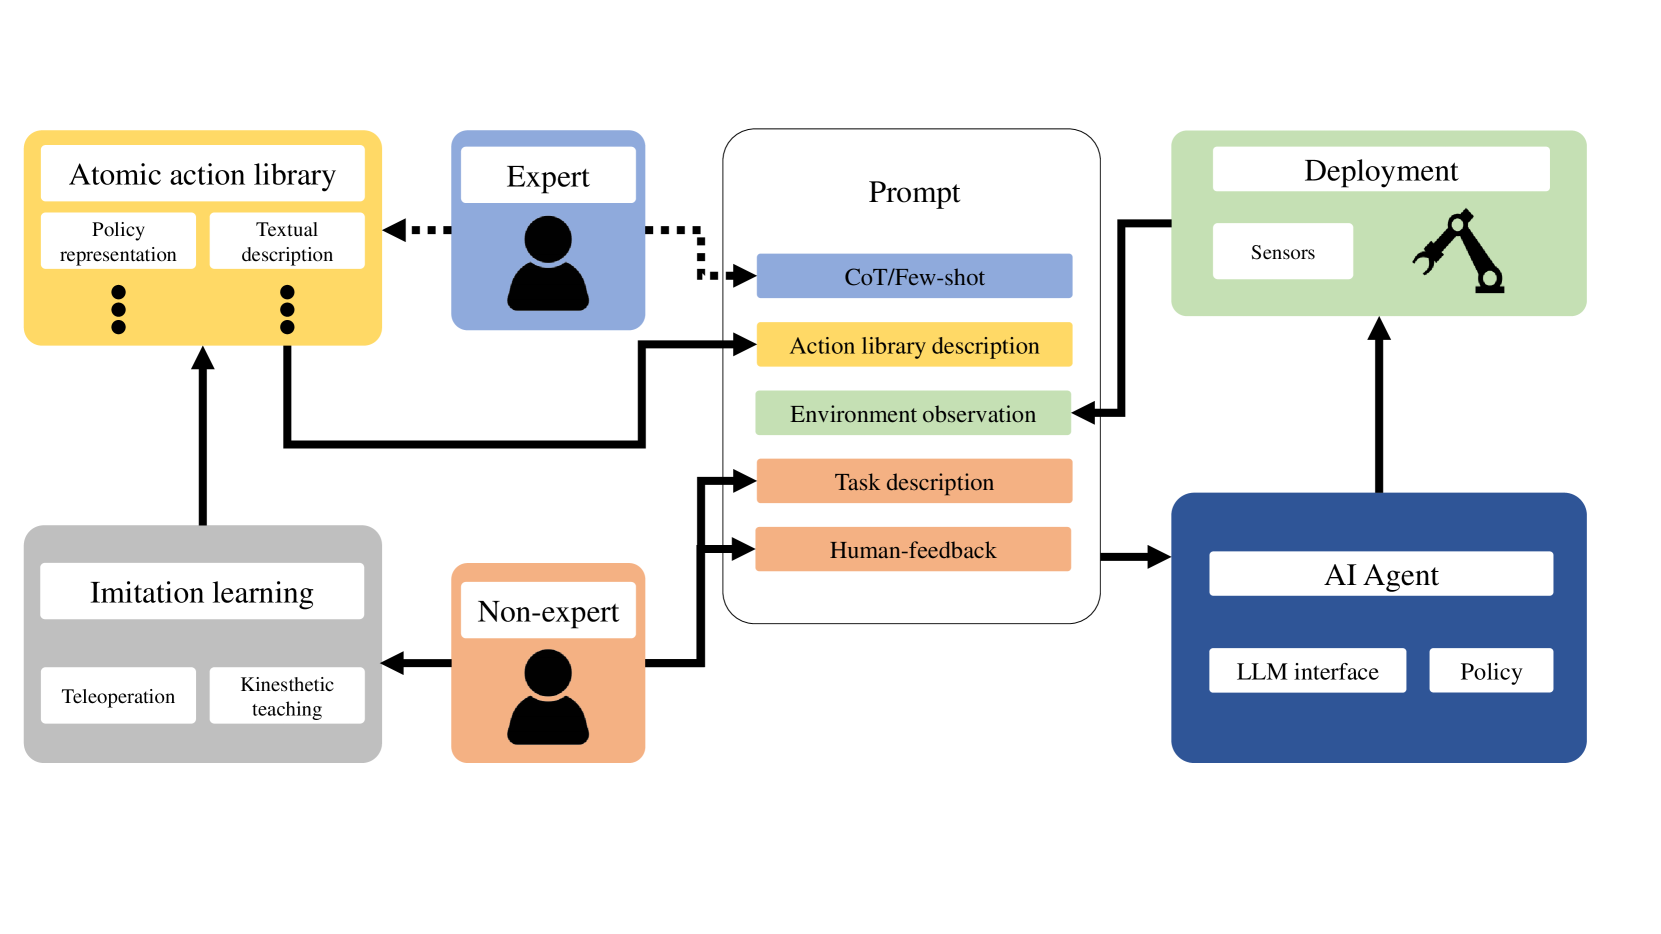 Atomic action library
Policy
representation
Textual
description
Expert
Prompt
CoT/Few-shot
Action library description
Environment observation
Task description
Human-feedback
Deployment
Sensors
Imitation learning
Teleoperation
Kinesthetic
teaching
Non-expert
AI Agent
LLM interface
Policy